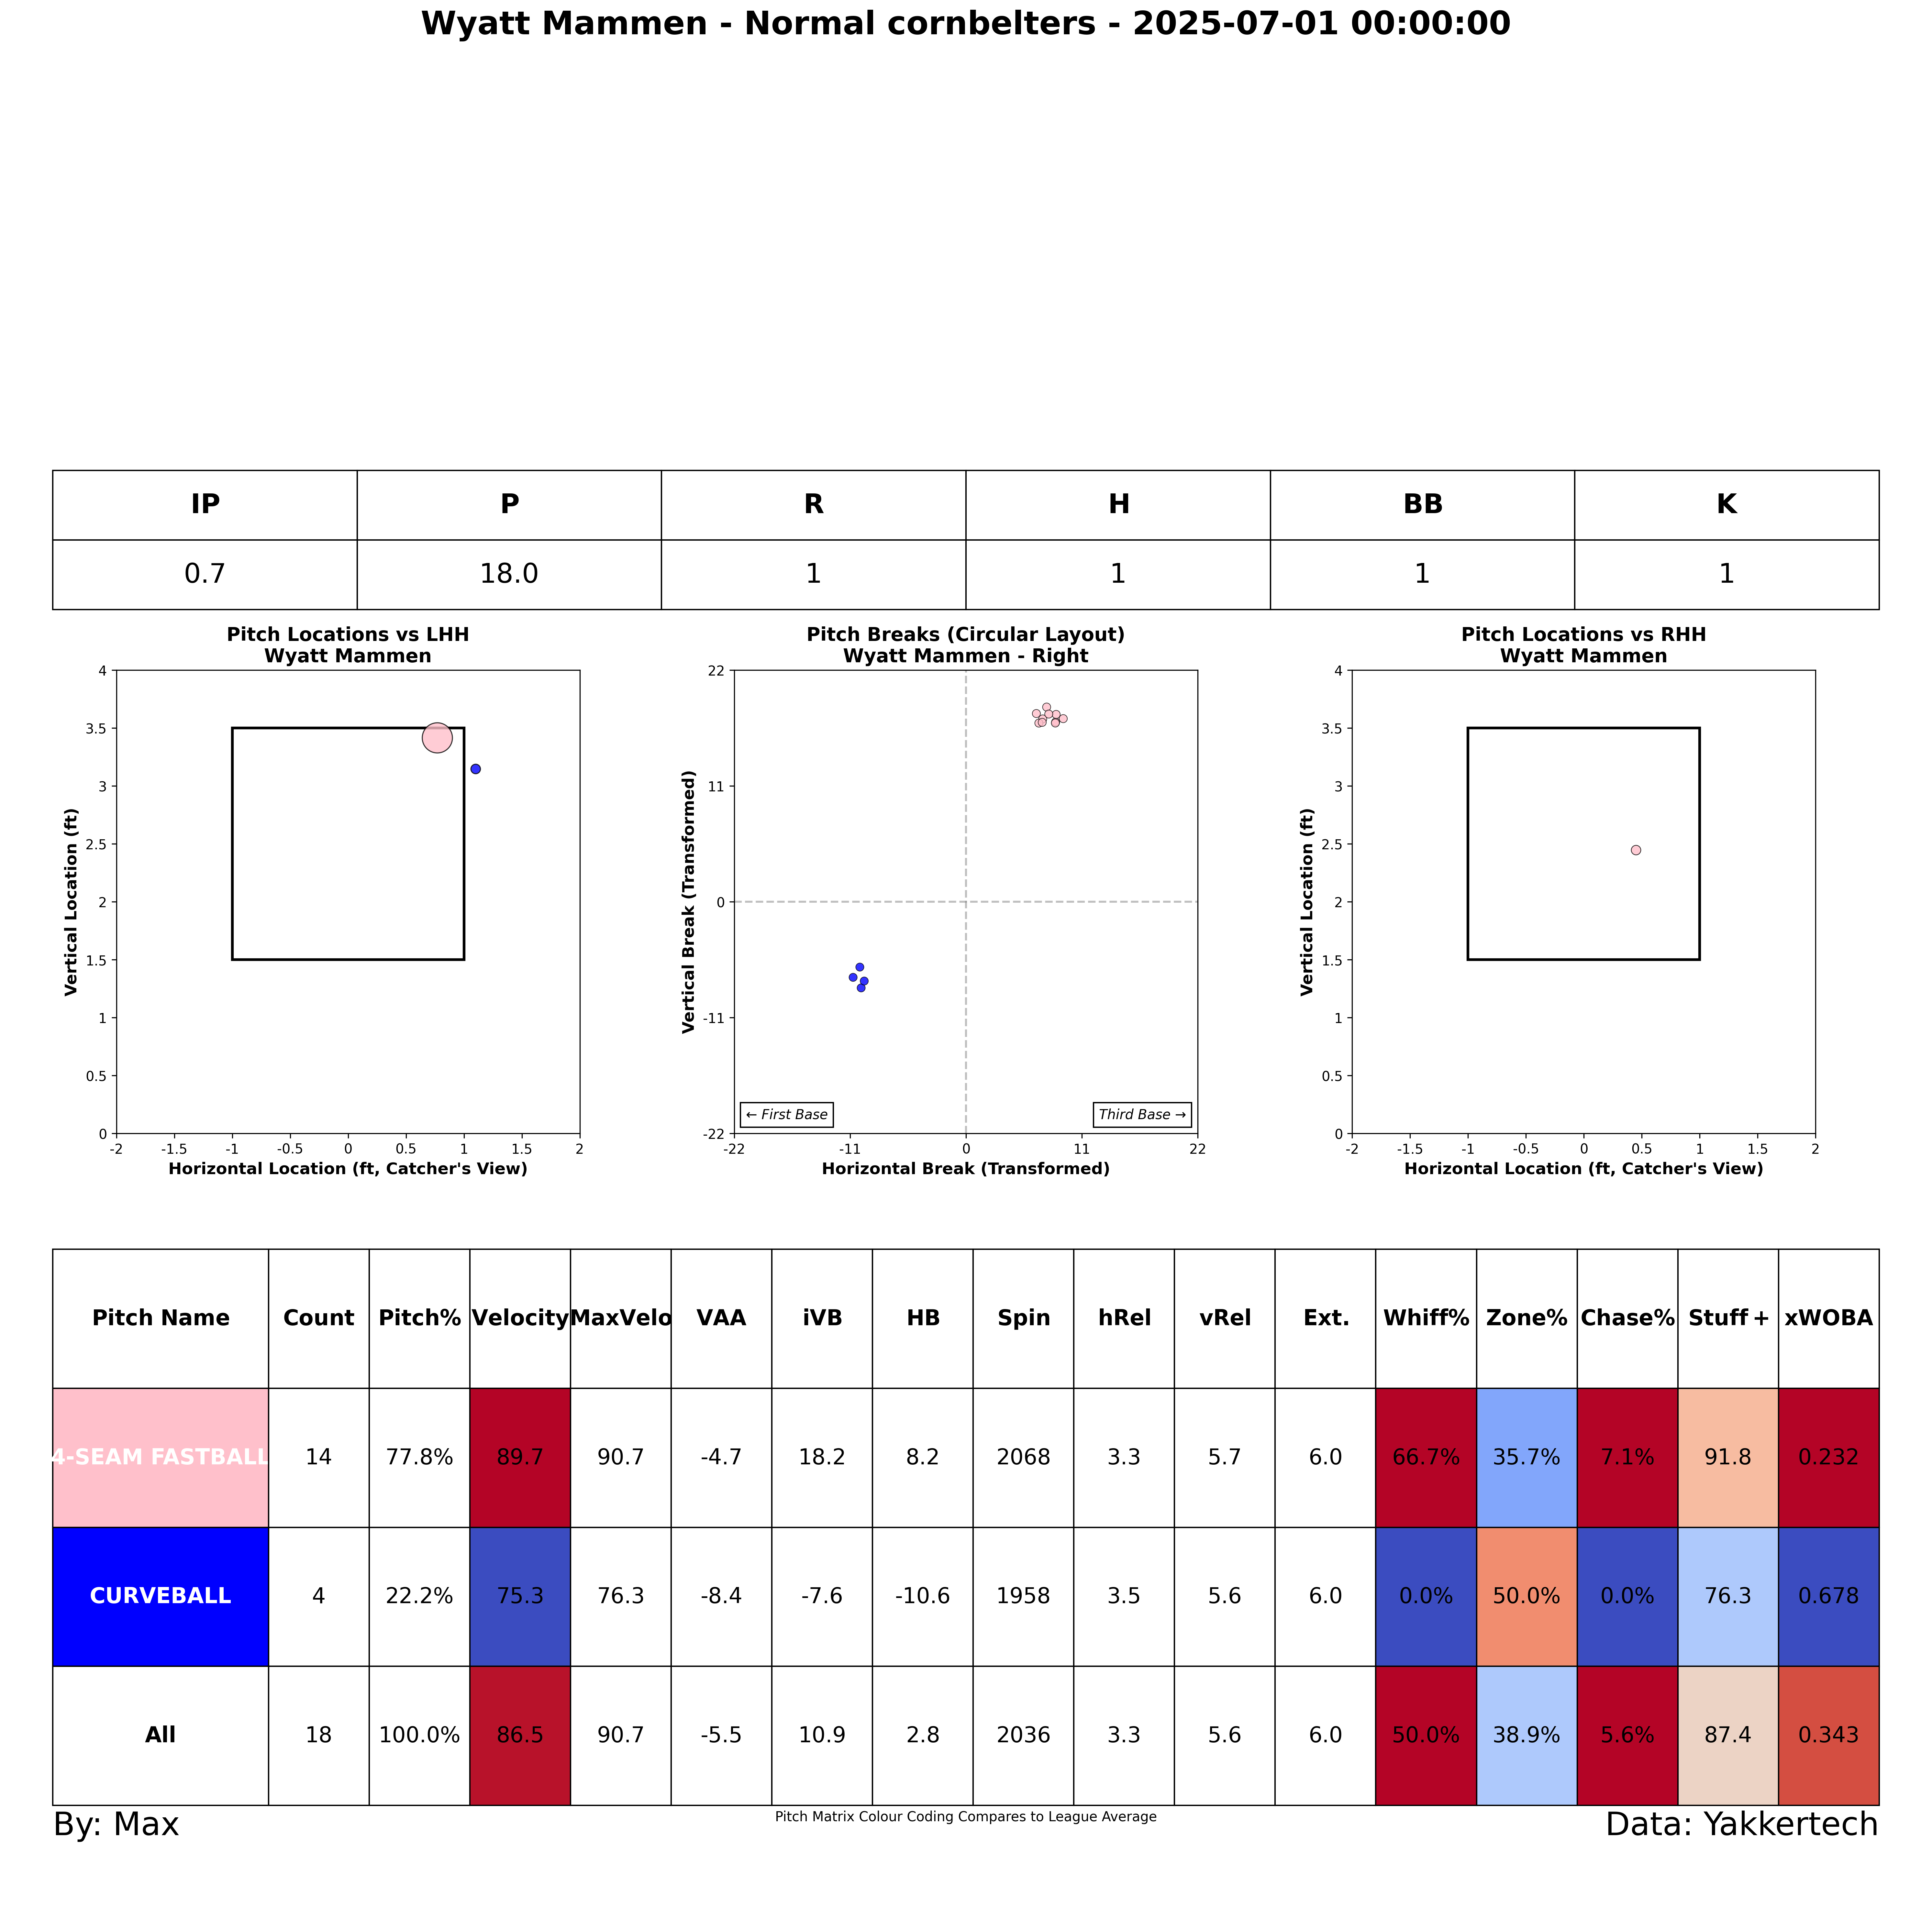 Wyatt Mammen - Normal cornbelters - 2025-07-01 00:00:00
IP P R H BB K
0.7 18.0 1 1 1 1
Pitch Locations vs LHH
Wyatt Mammen
4
3.5
3
2.5
2
1.5
1
0.5
0
-2 -1.5 -1 -0.5 0 0.5 1 1.5 2
Vertical Location (ft)
Horizontal Location (ft, Catcher's View)
Pitch Breaks (Circular Layout)
Wyatt Mammen - Right
22
11
0
-11
-22
-22 -11 0 11 22
Vertical Break (Transformed)
← First Base
Third Base →
Horizontal Break (Transformed)
Pitch Locations vs RHH
Wyatt Mammen
4
3.5
3
2.5
2
1.5
1
0.5
0
-2 -1.5 -1 -0.5 0 0.5 1 1.5 2
Vertical Location (ft)
Horizontal Location (ft, Catcher's View)
Pitch Name Count Pitch% Velocity MaxVelo VAA iVB HB Spin hRel vRel Ext. Whiff% Zone% Chase% Stuff+ xWOBA
4-SEAM FASTBALL 14 77.8% 89.7 90.7 -4.7 18.2 8.2 2068 3.3 5.7 6.0 66.7% 35.7% 7.1% 91.8 0.232
CURVEBALL 4 22.2% 75.3 76.3 -8.4 -7.6 -10.6 1958 3.5 5.6 6.0 0.0% 50.0% 0.0% 76.3 0.678
All 18 100.0% 86.5 90.7 -5.5 10.9 2.8 2036 3.3 5.6 6.0 50.0% 38.9% 5.6% 87.4 0.343
By: Max
Pitch Matrix Colour Coding Compares to League Average
Data: Yakkertech